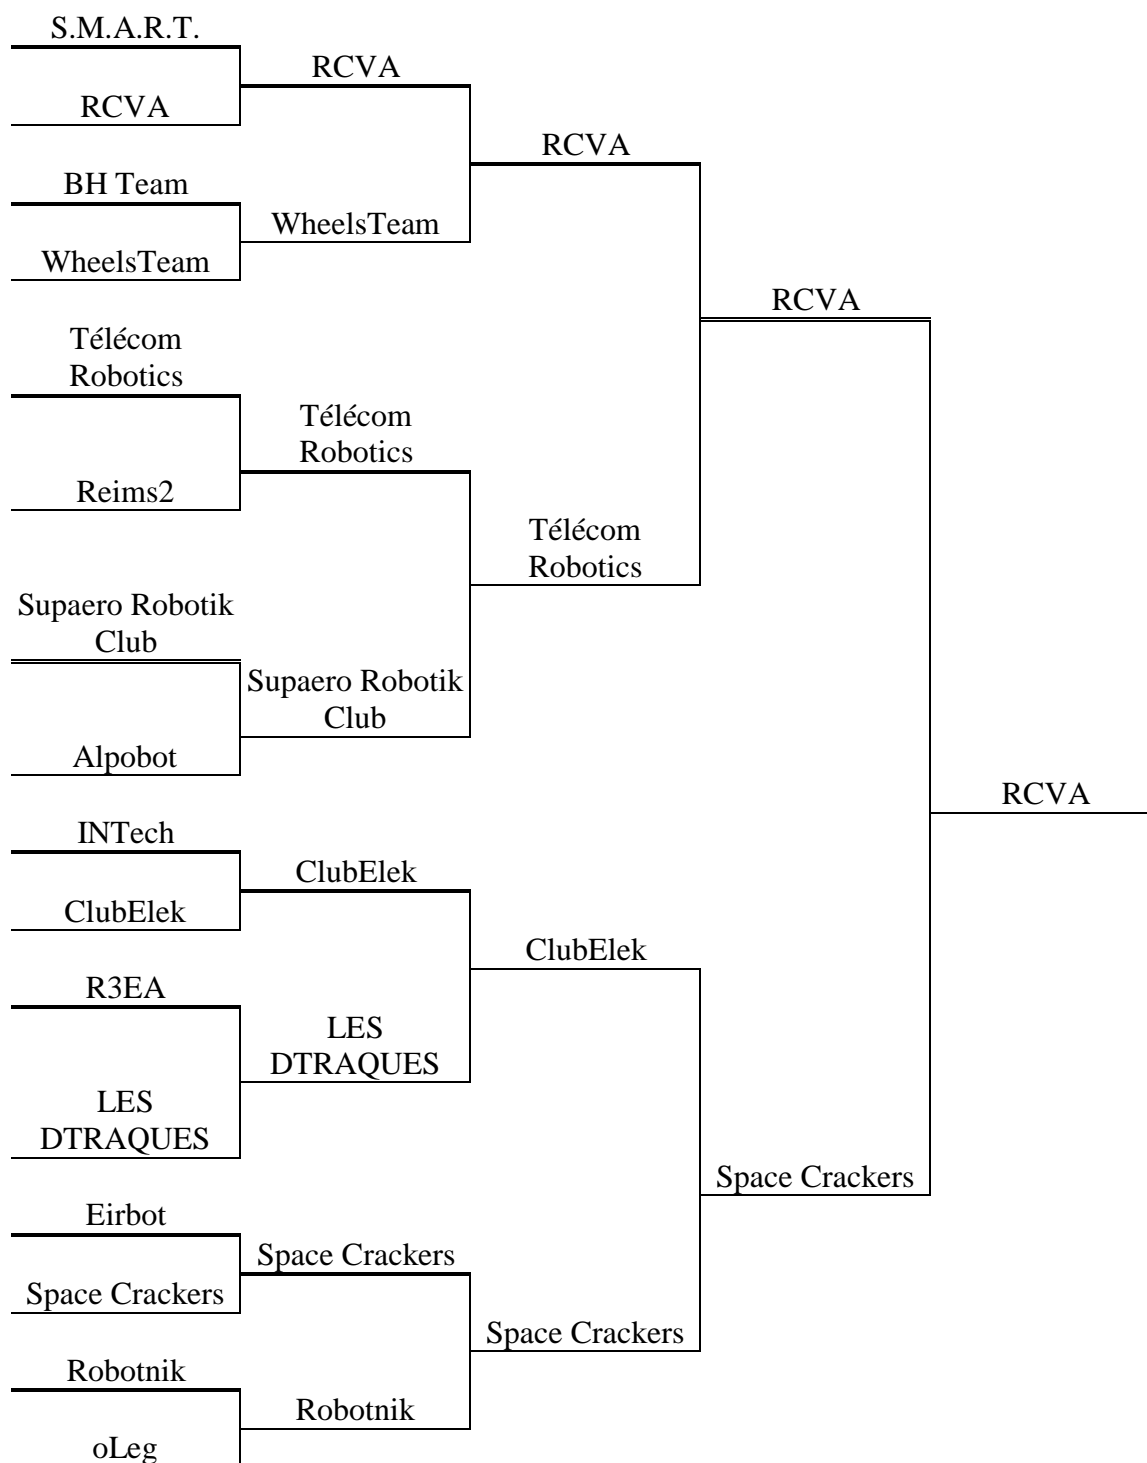 S.M.A.R.T.
RCVA
RCVA
RCVA
BH Team
WheelsTeam
WheelsTeam
RCVA
Télécom
Robotics
Télécom
Robotics
Reims2
Télécom
Robotics
Supaero Robotik
Club
Supaero Robotik
Club
Alpobot
RCVA
INTech
ClubElek
ClubElek
ClubElek
R3EA
LES
DTRAQUES
LES
DTRAQUES
Space Crackers
Eirbot
Space Crackers
Space Crackers
Space Crackers
Robotnik
Robotnik
oLeg